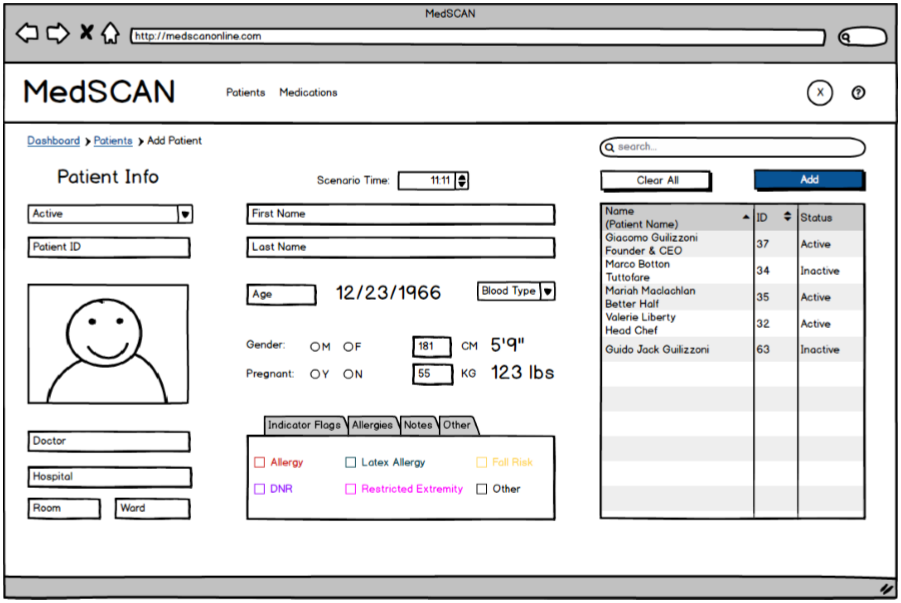 MedSCAN
http://medscanonline.com
MedSCAN
Patients Medications
X ?
Dashboard > Patients > Add Patient
search...
Patient Info
Scenario Time: 11:11
Clear All Add
Active
First Name
Patient ID
Last Name
Age 12/23/1966 Blood Type
Gender: M F 181 CM 5'9"
Pregnant: Y N 55 KG 123 lbs
Indicator Flags Allergies Notes Other
Allergy Latex Allergy Fall Risk
DNR Restricted Extremity Other
Doctor
Hospital
Room Ward
Name
(Patient Name) ID Status
Giacomo Guilizzoni
Founder & CEO 37 Active
Marco Botton
Tuttofare 34 Inactive
Mariah Maclachlan
Better Half 35 Active
Valerie Liberty
Head Chef 32 Active
Guido Jack Guilizzoni 63 Inactive